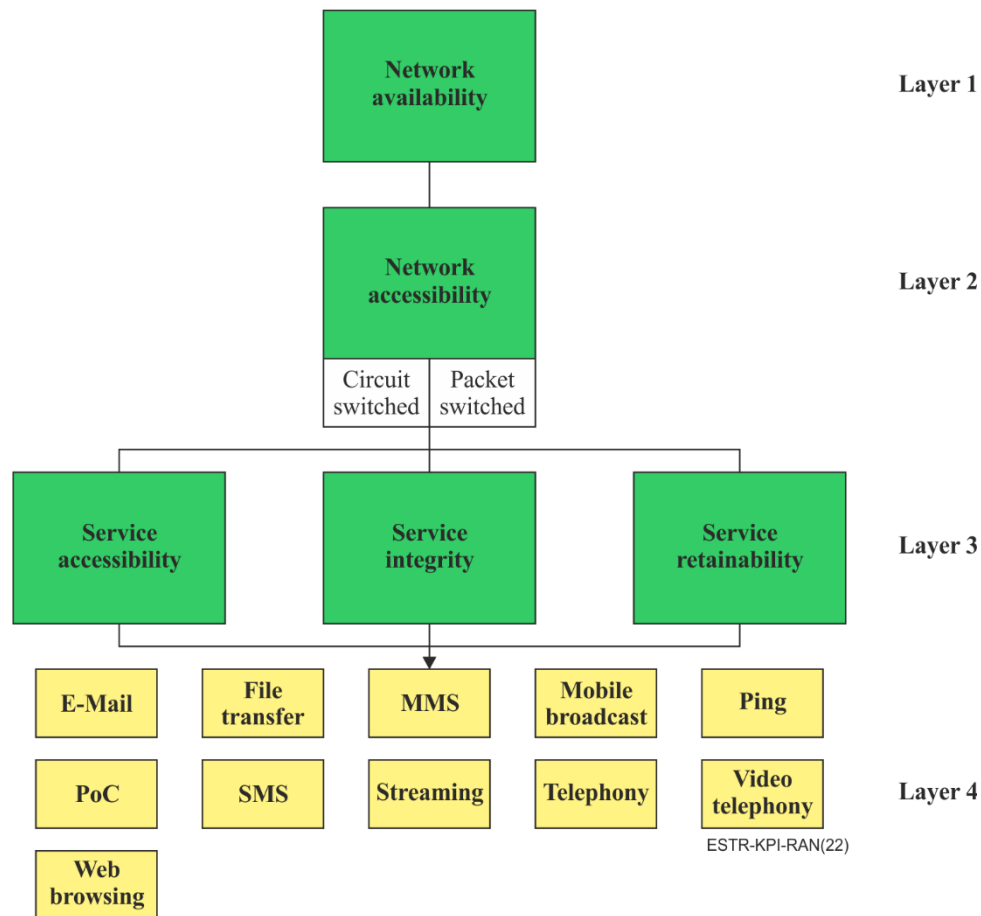 Network
availability
Layer 1
Network
accessibility
Layer 2
Circuit
switched
Packet
switched
Service
accessibility
Service
integrity
Service
retainability
Layer 3
E-Mail
File
transfer
MMS
Mobile
broadcast
Ping
PoC
SMS
Streaming
Telephony
Video
telephony
Layer 4
ESTR-KPI-RAN(22)
Web
browsing